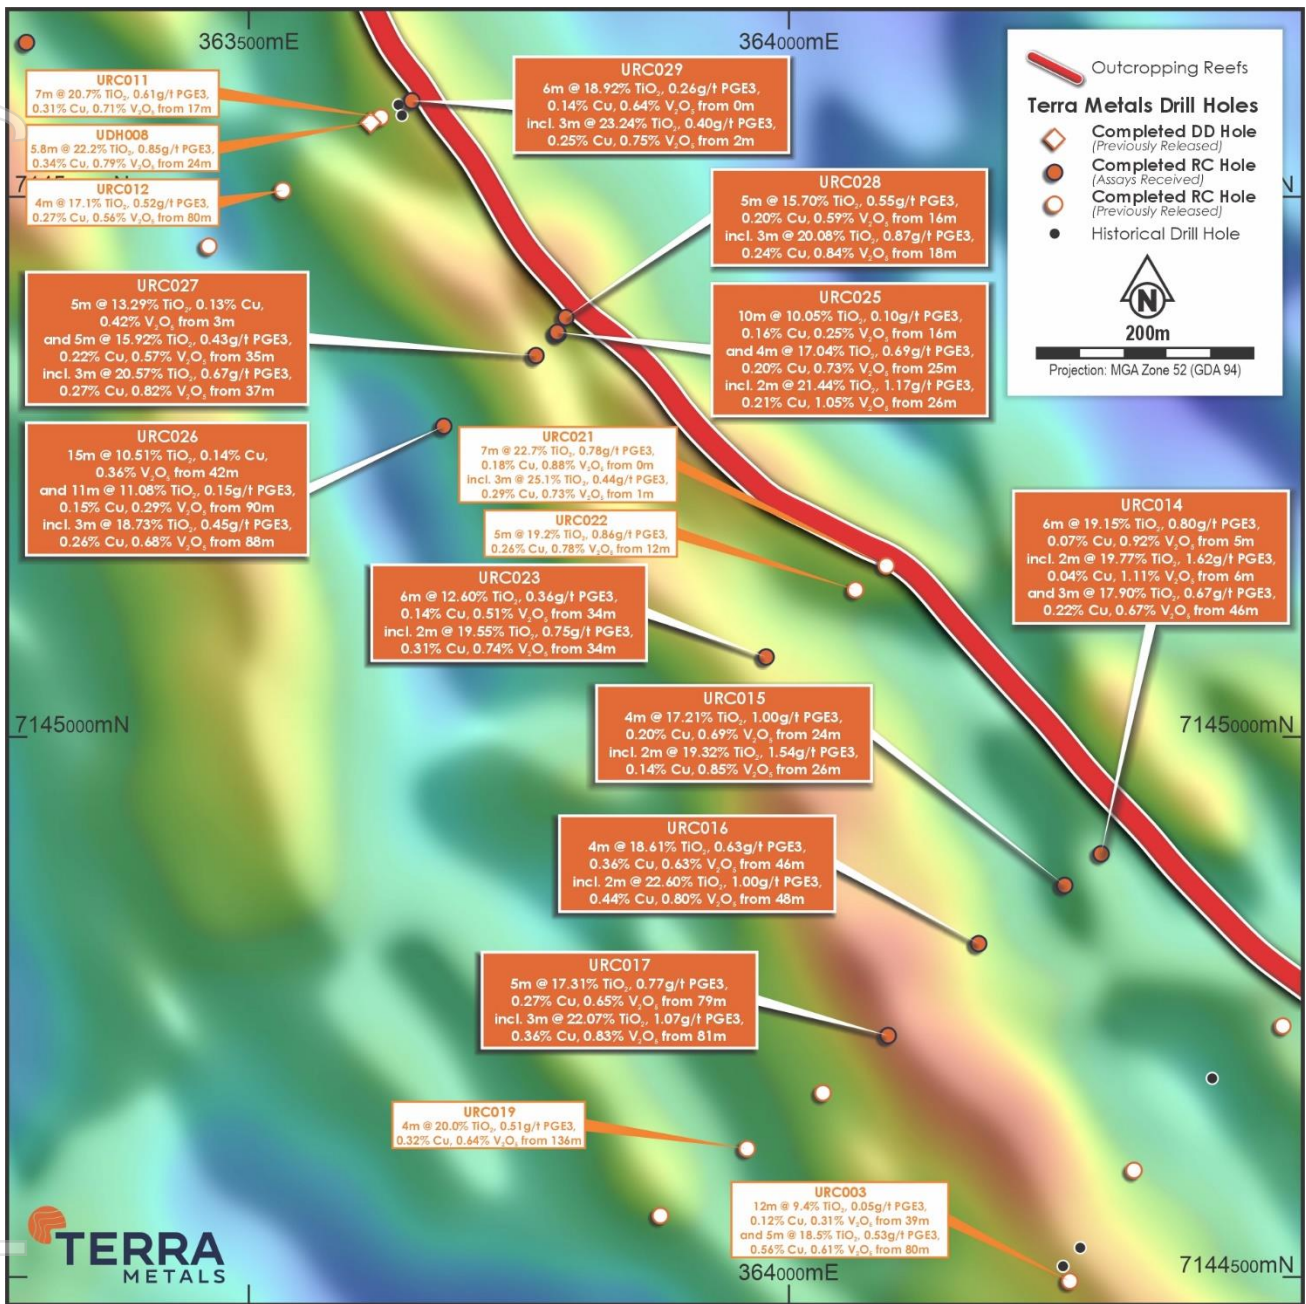 363500mE
364000mE
URC011
7m @ 20.7% TiO₂, 0.61g/t PGE3,
0.31% Cu, 0.71% V₂O₅ from 17m
UDH008
5.8m @ 22.2% TiO₂, 0.85g/t PGE3,
0.34% Cu, 0.79% V₂O₅ from 24m
URC012
4m @ 17.1% TiO₂, 0.52g/t PGE3,
0.27% Cu, 0.56% V₂O₅ from 80m
URC029
6m @ 18.92% TiO₂, 0.26g/t PGE3,
0.14% Cu, 0.64% V₂O₅ from 0m
incl. 3m @ 23.24% TiO₂, 0.40g/t PGE3,
0.25% Cu, 0.75% V₂O₅ from 2m
Outcropping Reefs
Terra Metals Drill Holes
Completed DD Hole
(Previously Released)
Completed RC Hole
(Assays Received)
Completed RC Hole
(Previously Released)
Historical Drill Hole
N
200m
Projection: MGA Zone 52 (GDA 94)
URC028
5m @ 15.70% TiO₂, 0.55g/t PGE3,
0.20% Cu, 0.59% V₂O₅ from 16m
incl. 3m @ 20.08% TiO₂, 0.87g/t PGE3,
0.24% Cu, 0.84% V₂O₅ from 18m
URC027
5m @ 13.29% TiO₂, 0.13% Cu,
0.42% V₂O₅ from 3m
and 5m @ 15.92% TiO₂, 0.43g/t PGE3,
0.22% Cu, 0.57% V₂O₅ from 35m
incl. 3m @ 20.57% TiO₂, 0.67g/t PGE3,
0.27% Cu, 0.82% V₂O₅ from 37m
URC025
10m @ 10.05% TiO₂, 0.10g/t PGE3,
0.16% Cu, 0.25% V₂O₅ from 16m
and 4m @ 17.04% TiO₂, 0.69g/t PGE3,
0.20% Cu, 0.73% V₂O₅ from 25m
incl. 2m @ 21.44% TiO₂, 1.17g/t PGE3,
0.21% Cu, 1.05% V₂O₅ from 26m
URC026
15m @ 10.51% TiO₂, 0.14% Cu,
0.36% V₂O₅ from 42m
and 11m @ 11.08% TiO₂, 0.15g/t PGE3,
0.15% Cu, 0.29% V₂O₅ from 90m
incl. 3m @ 18.73% TiO₂, 0.45g/t PGE3,
0.26% Cu, 0.68% V₂O₅ from 88m
URC021
7m @ 22.7% TiO₂, 0.78g/t PGE3,
0.18% Cu, 0.88% V₂O₅ from 0m
incl. 3m @ 25.1% TiO₂, 0.44g/t PGE3,
0.29% Cu, 0.73% V₂O₅ from 1m
URC022
5m @ 19.2% TiO₂, 0.86g/t PGE3,
0.26% Cu, 0.78% V₂O₅ from 12m
URC014
6m @ 19.15% TiO₂, 0.80g/t PGE3,
0.07% Cu, 0.92% V₂O₅ from 5m
incl. 2m @ 19.77% TiO₂, 1.62g/t PGE3,
0.04% Cu, 1.11% V₂O₅ from 6m
and 3m @ 17.90% TiO₂, 0.67g/t PGE3,
0.22% Cu, 0.67% V₂O₅ from 46m
URC023
6m @ 12.60% TiO₂, 0.36g/t PGE3,
0.14% Cu, 0.51% V₂O₅ from 34m
incl. 2m @ 19.55% TiO₂, 0.75g/t PGE3,
0.31% Cu, 0.74% V₂O₅ from 34m
7145000mN
7145000mN
URC015
4m @ 17.21% TiO₂, 1.00g/t PGE3,
0.20% Cu, 0.69% V₂O₅ from 24m
incl. 2m @ 19.32% TiO₂, 1.54g/t PGE3,
0.14% Cu, 0.85% V₂O₅ from 26m
URC016
4m @ 18.61% TiO₂, 0.63g/t PGE3,
0.36% Cu, 0.63% V₂O₅ from 46m
incl. 2m @ 22.60% TiO₂, 1.00g/t PGE3,
0.44% Cu, 0.80% V₂O₅ from 48m
URC017
5m @ 17.31% TiO₂, 0.77g/t PGE3,
0.27% Cu, 0.65% V₂O₅ from 79m
incl. 3m @ 22.07% TiO₂, 1.07g/t PGE3,
0.36% Cu, 0.83% V₂O₅ from 81m
URC019
4m @ 20.0% TiO₂, 0.51g/t PGE3,
0.32% Cu, 0.64% V₂O₅ from 136m
URC003
12m @ 9.4% TiO₂, 0.05g/t PGE3,
0.12% Cu, 0.31% V₂O₅ from 39m
and 5m @ 18.5% TiO₂, 0.53g/t PGE3,
0.56% Cu, 0.61% V₂O₅ from 80m
TERRA
METALS
364000mE
7144500mN